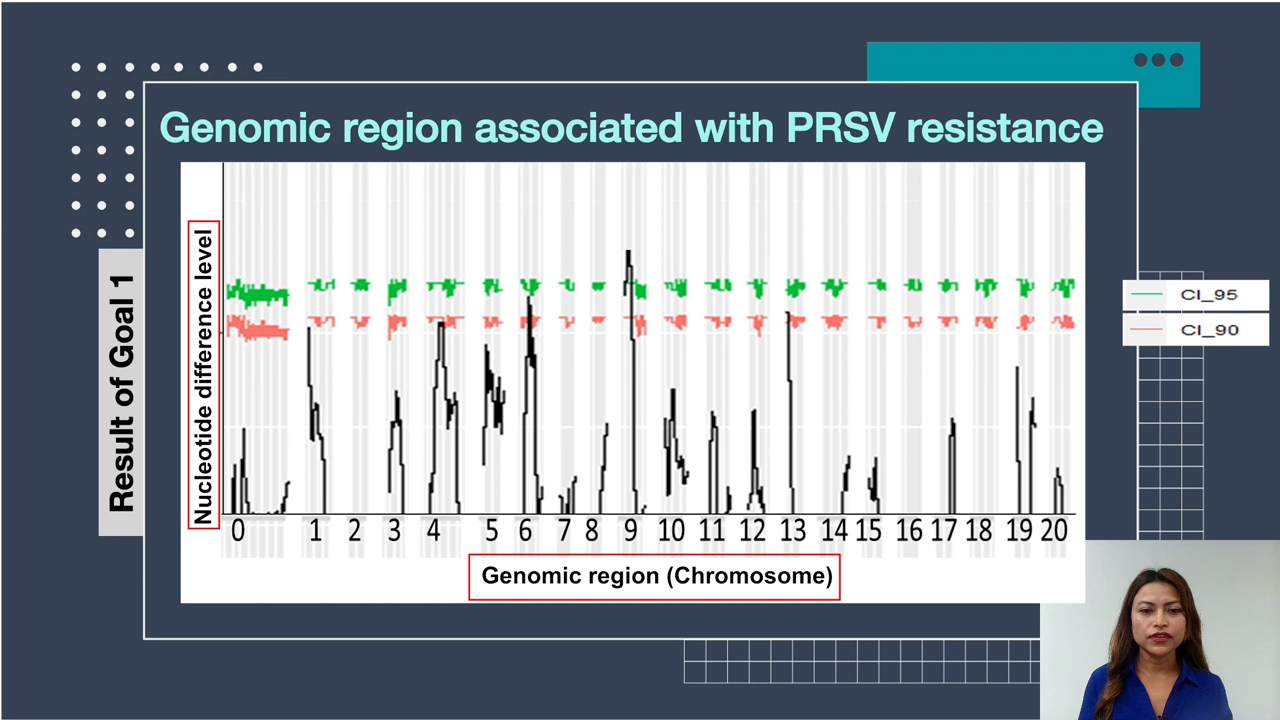 Genomic region associated with PRSV resistance
Result of Goal 1
Nucleotide difference level
CI_95
CI_90
0 1 2 3 4 5 6 7 8 9 10 11 12 13 14 15 16 17 18 19 20
Genomic region (Chromosome)